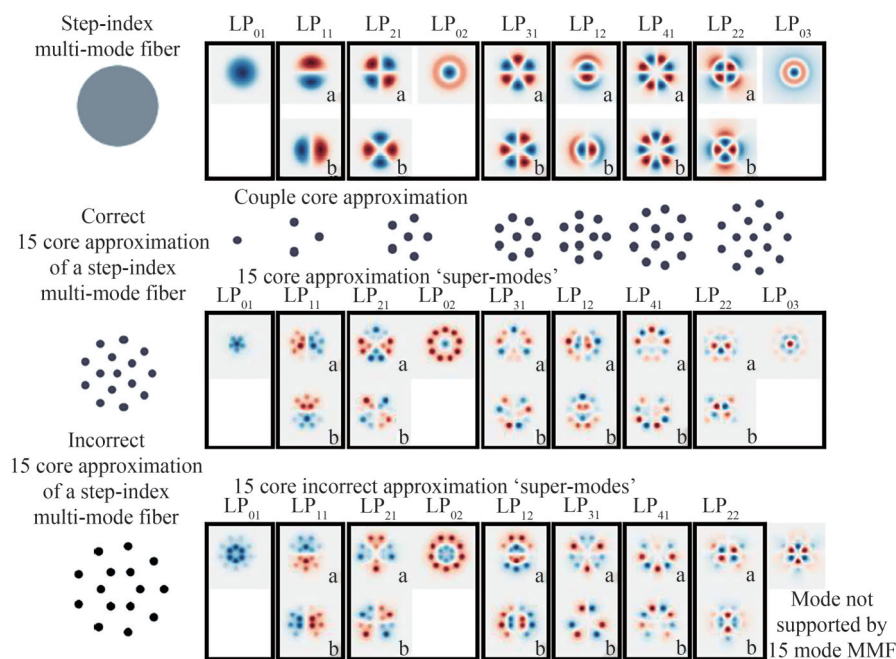 Step-index
multi-mode fiber
LP01 LP11 LP21 LP02 LP31 LP12 LP41 LP22 LP03
a a a a a a
b b b b b b
Couple core approximation
Correct
15 core approximation
of a step-index
multi-mode fiber
15 core approximation ‘super-modes’
LP01 LP11 LP21 LP02 LP31 LP12 LP41 LP22 LP03
a a a a a a
b b b b b b
Incorrect
15 core approximation
of a step-index
multi-mode fiber
15 core incorrect approximation ‘super-modes’
LP01 LP11 LP21 LP02 LP12 LP31 LP41 LP22
a a a a a a
b b b b b b
Mode not
supported by
15 mode MMF